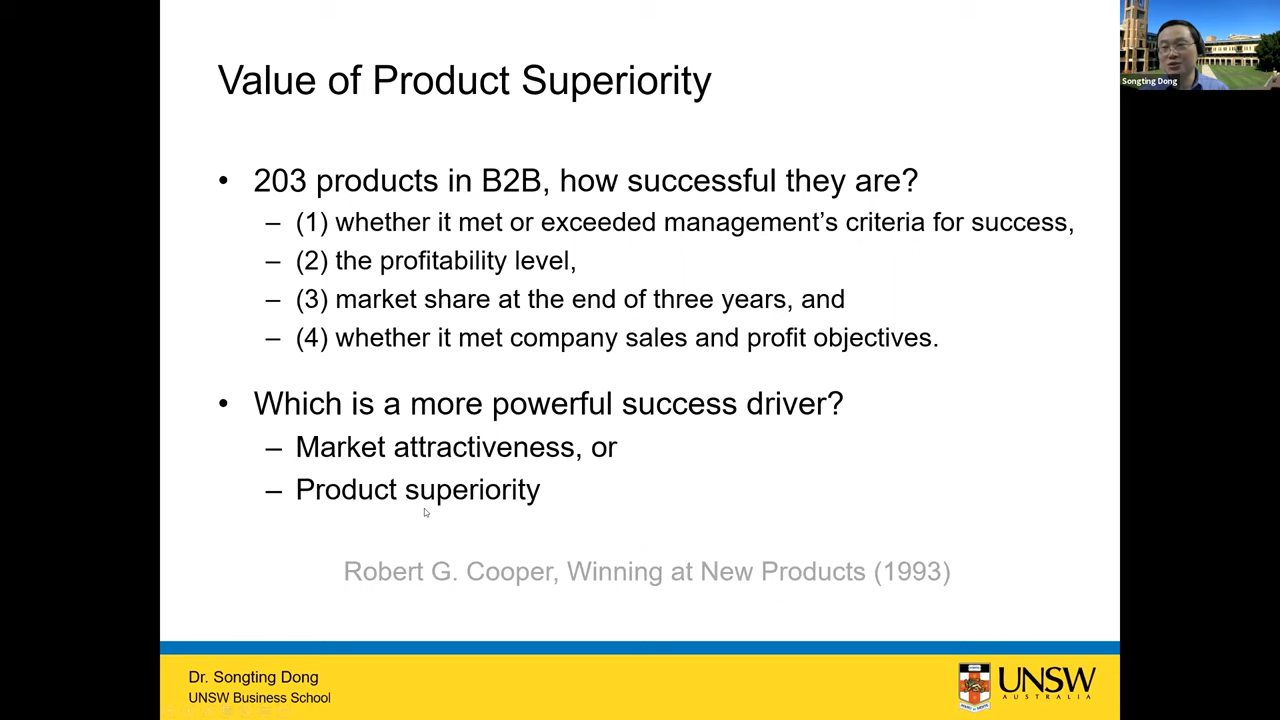 Value of Product Superiority
Songting Dong
• 203 products in B2B, how successful they are?
– (1) whether it met or exceeded management’s criteria for success,
– (2) the profitability level,
– (3) market share at the end of three years, and
– (4) whether it met company sales and profit objectives.
• Which is a more powerful success driver?
– Market attractiveness, or
– Product superiority
Robert G. Cooper, Winning at New Products (1993)
Dr. Songting Dong
UNSW Business School
UNSW
AUSTRALIA